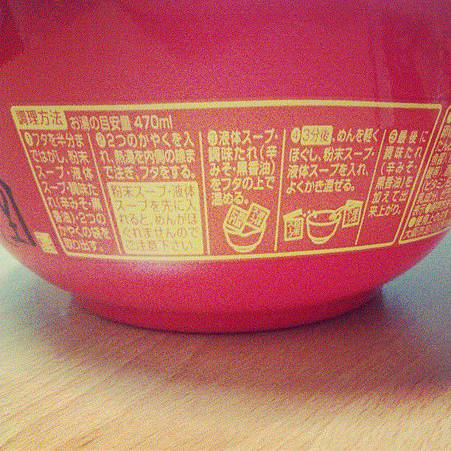 調理方法 お湯の目安量 470ml
①フタを半分まで
はがし、粉末
スープ・液体
スープ・調味た
れ(辛みそ・黒
香油)・2つの
かやくの袋を
取り出す。
②2つのかやくを入
れ、熱湯を内側の線ま
で注ぎ、フタをする。
粉末スープ・液体
スープを先に入
れると、めんがほ
ぐれませんので
ご注意下さい
③液体スープ・
調味たれ(辛
みそ・黒香油)
をフタの上で
温める。
④3分後、めんを軽く
ほぐし、粉末スープ・
液体スープを入れ、
よくかき混ぜる。
⑤最後に
調味たれ
(辛みそ・
黒香油)を
加えて出
来上がり。